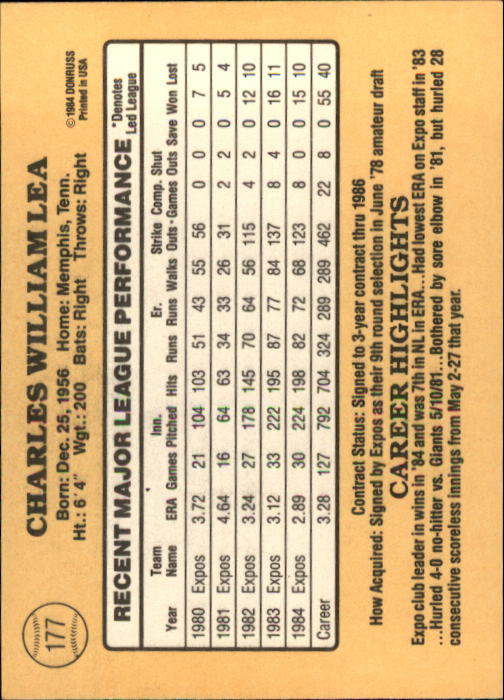 177
CHARLES WILLIAM LEA
© 1984 DONRUSS
Printed in USA
Born: Dec. 25, 1956 Home: Memphis, Tenn.
Ht.: 6' 4" Wgt.: 200 Bats: Right Throws: Right
RECENT MAJOR LEAGUE PERFORMANCE
*Denotes
Led League
Year Team Name ERA Games Inn. Pitched Hits Runs Er. Runs Walks Strike Outs Comp. Games Shut Outs Save Won Lost
1980 Expos 3.72 21 104 103 51 43 55 56 0 0 0 7 5
1981 Expos 4.64 16 64 63 34 33 26 31 2 2 0 5 4
1982 Expos 3.24 27 178 145 70 64 56 115 4 2 0 12 10
1983 Expos 3.12 33 222 195 87 77 84 137 8 4 0 16 11
1984 Expos 2.89 30 224 198 82 72 68 123 8 0 0 15 10
Career 3.28 127 792 704 324 289 289 462 22 8 0 55 40
Contract Status: Signed to 3-year contract thru 1986
How Acquired: Signed by Expos as their 9th round selection in June '78 amateur draft
CAREER HIGHLIGHTS
Expo club leader in wins in '84 and was 7th in NL in ERA...Had lowest ERA on Expo staff in '83
...Hurled 4-0 no-hitter vs. Giants 5/10/81...Bothered by sore elbow in '81, but hurled 28
consecutive scoreless innings from May 2-27 that year.